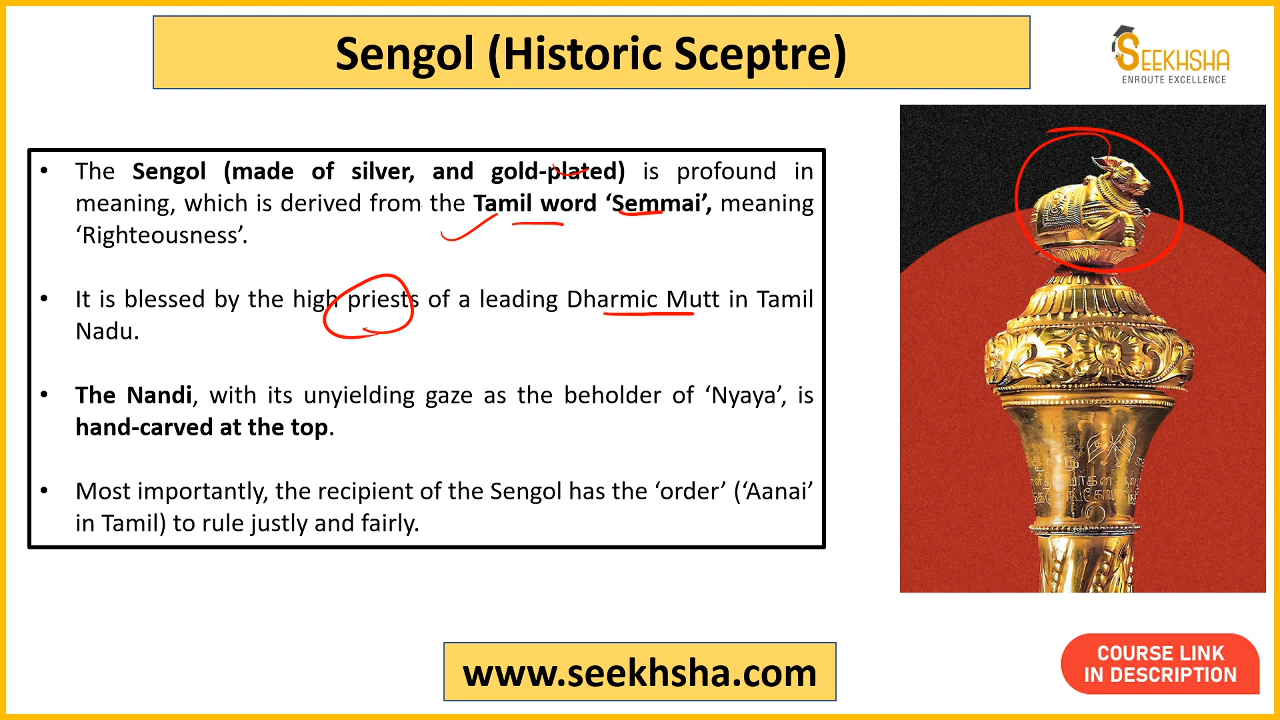 Sengol (Historic Sceptre)
SEEKHSHA
ENROUTE EXCELLENCE
• The Sengol (made of silver, and gold-plated) is profound in
meaning, which is derived from the Tamil word ‘Semmai’, meaning
‘Righteousness’.
• It is blessed by the high priests of a leading Dharmic Mutt in Tamil
Nadu.
• The Nandi, with its unyielding gaze as the beholder of ‘Nyaya’, is
hand-carved at the top.
• Most importantly, the recipient of the Sengol has the ‘order’ (‘Aanai’
in Tamil) to rule justly and fairly.
www.seekhsha.com
COURSE LINK
IN DESCRIPTION